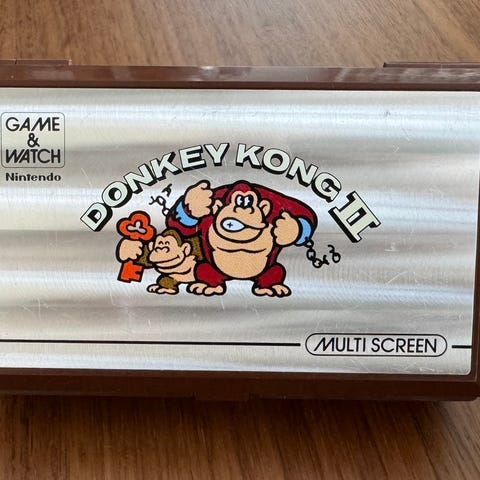 GAME
&
WATCH
Nintendo
DONKEY KONG II
MULTI SCREEN